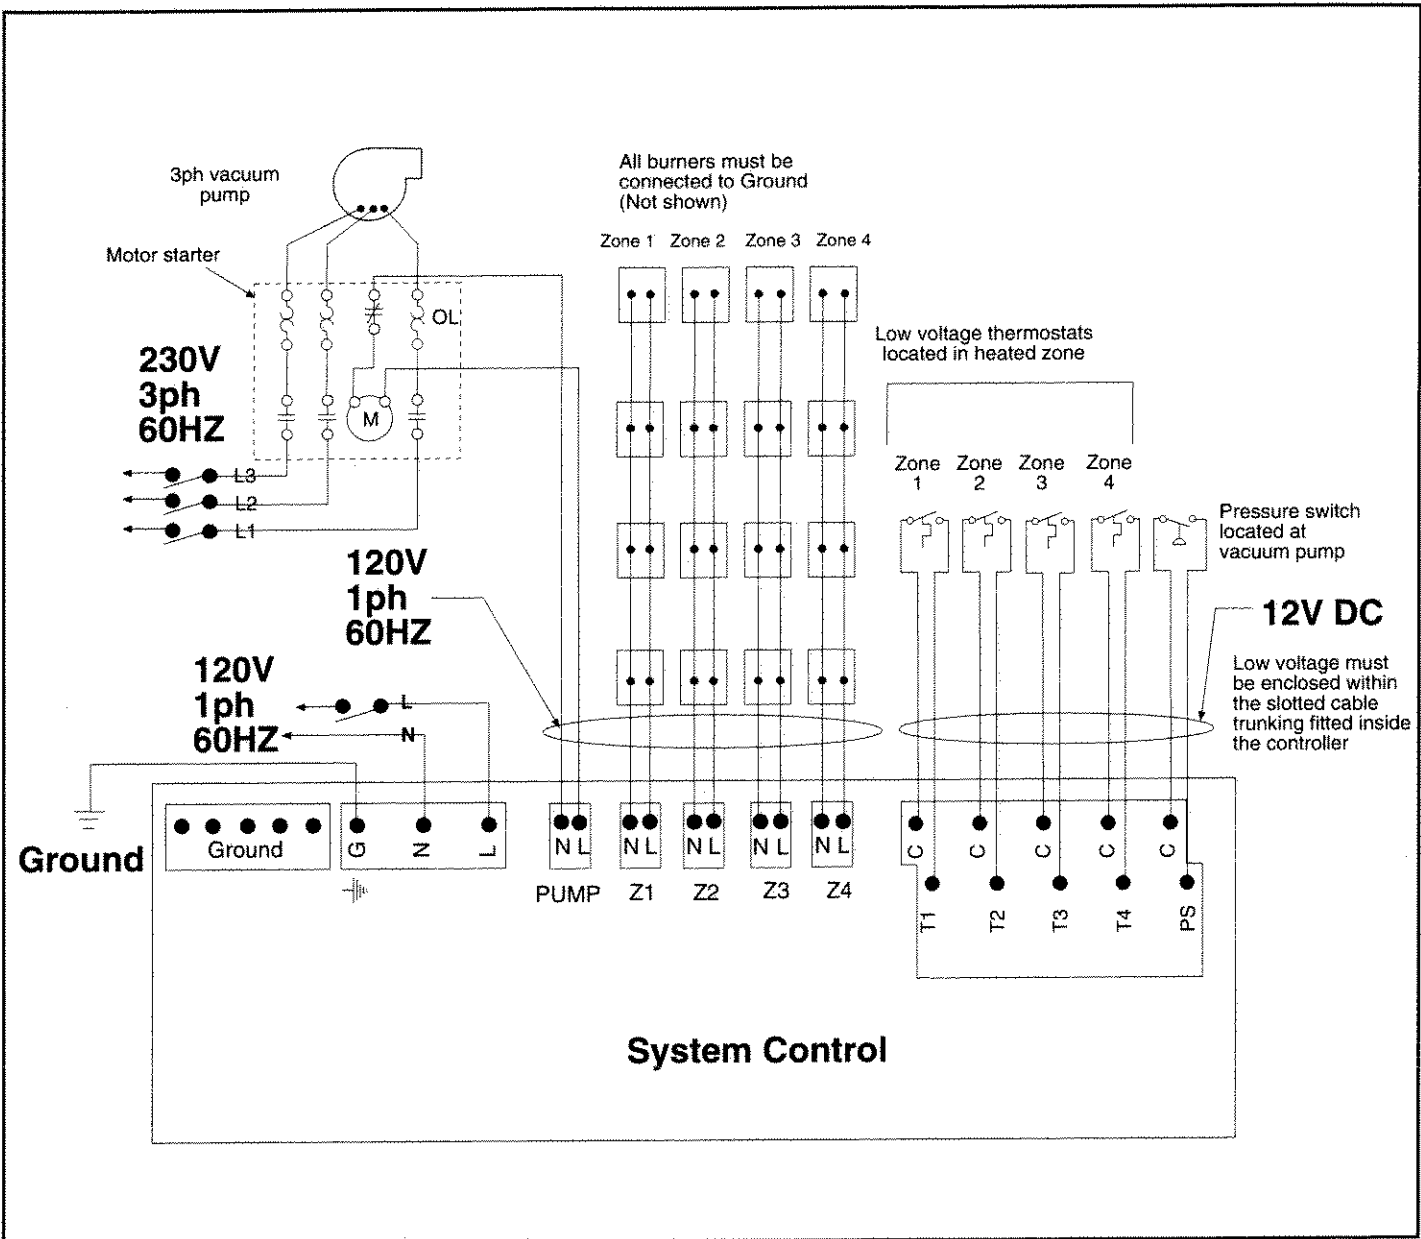 3ph vacuum
pump
Motor starter
OL
230V
3ph
60HZ
M
L3
L2
L1
All burners must be
connected to Ground
(Not shown)
Zone 1 Zone 2 Zone 3 Zone 4
Low voltage thermostats
located in heated zone
Zone
1
Zone
2
Zone
3
Zone
4
Pressure switch
located at
vacuum pump
120V
1ph
60HZ
12V DC
Low voltage must
be enclosed within
the slotted cable
trunking fitted inside
the controller
120V
1ph
60HZ
L
N
Ground
Ground
G N L
N L
PUMP
N L
Z1
N L
Z2
N L
Z3
N L
Z4
C C C C C
T1 T2 T3 T4 PS
System Control